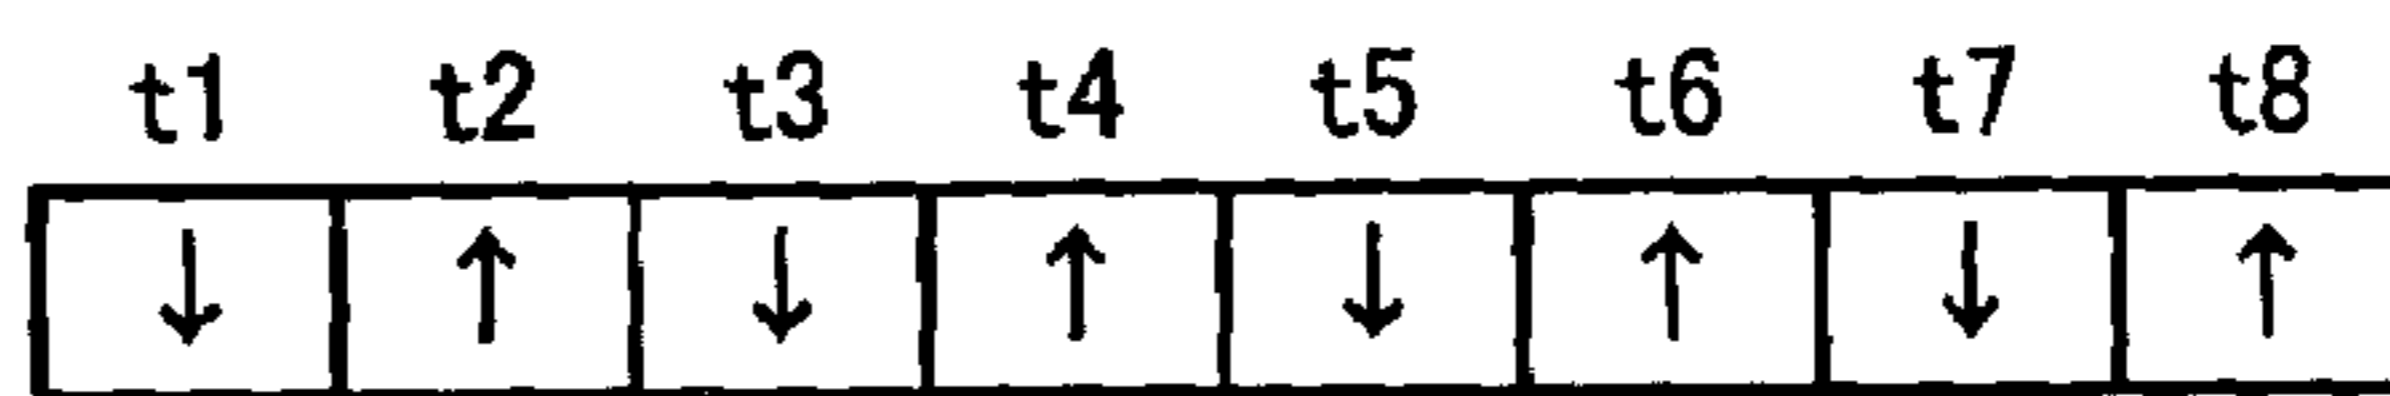 t1 t2 t3 t4 t5 t6 t7 t8
↓ ↑ ↓ ↑ ↓ ↑ ↓ ↑